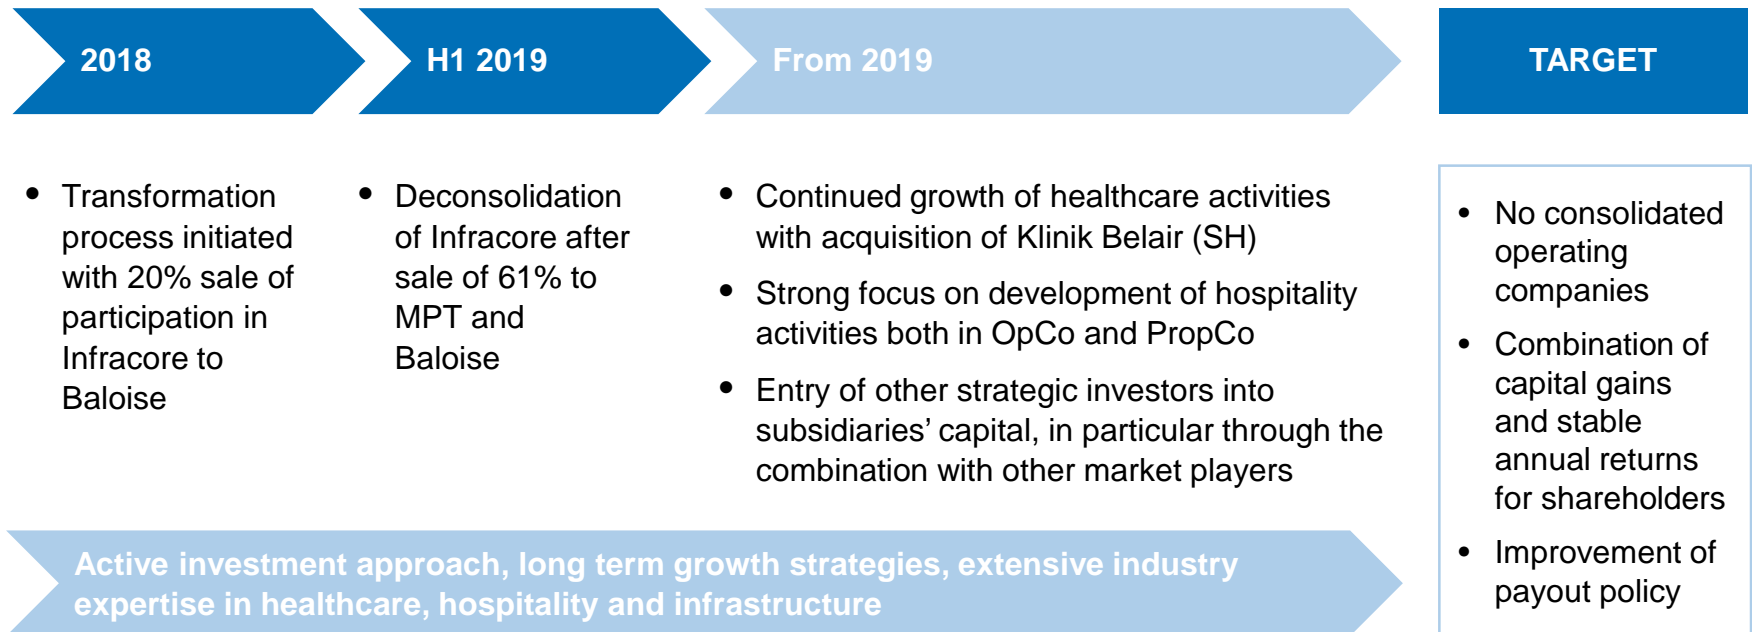 2018
• Transformation
process initiated
with 20% sale of
participation in
Infracore to
Baloise
H1 2019
• Deconsolidation
of Infracore after
sale of 61% to
MPT and
Baloise
From 2019
• Continued growth of healthcare activities
with acquisition of Klinik Belair (SH)
• Strong focus on development of hospitality
activities both in OpCo and PropCo
• Entry of other strategic investors into
subsidiaries’ capital, in particular through the
combination with other market players
Active investment approach, long term growth strategies, extensive industry
expertise in healthcare, hospitality and infrastructure
TARGET
• No consolidated
operating
companies
• Combination of
capital gains
and stable
annual returns
for shareholders
• Improvement of
payout policy